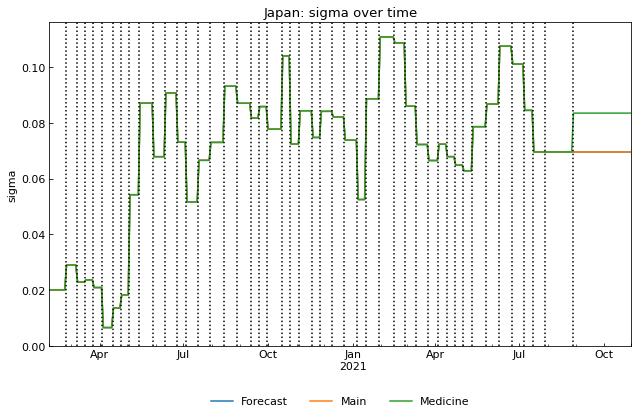 Japan: sigma over time
0.10
0.08
0.06
0.04
0.02
0.00
sigma
Apr Jul Oct Jan Apr Jul Oct
2021
Forecast Main Medicine